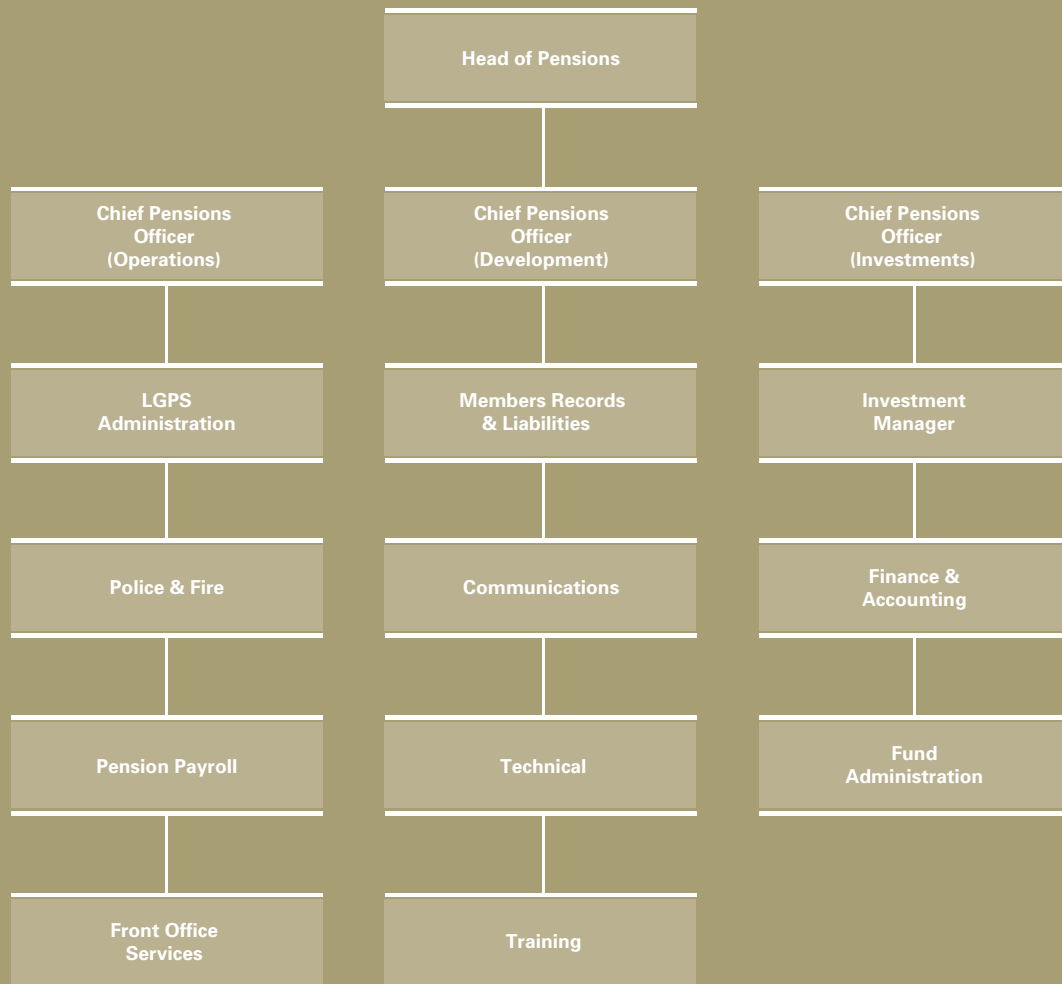 Head of Pensions
Chief Pensions
Officer
(Operations)
Chief Pensions
Officer
(Development)
Chief Pensions
Officer
(Investments)
LGPS
Administration
Members Records
& Liabilities
Investment
Manager
Police & Fire
Communications
Finance &
Accounting
Pension Payroll
Technical
Fund
Administration
Front Office
Services
Training